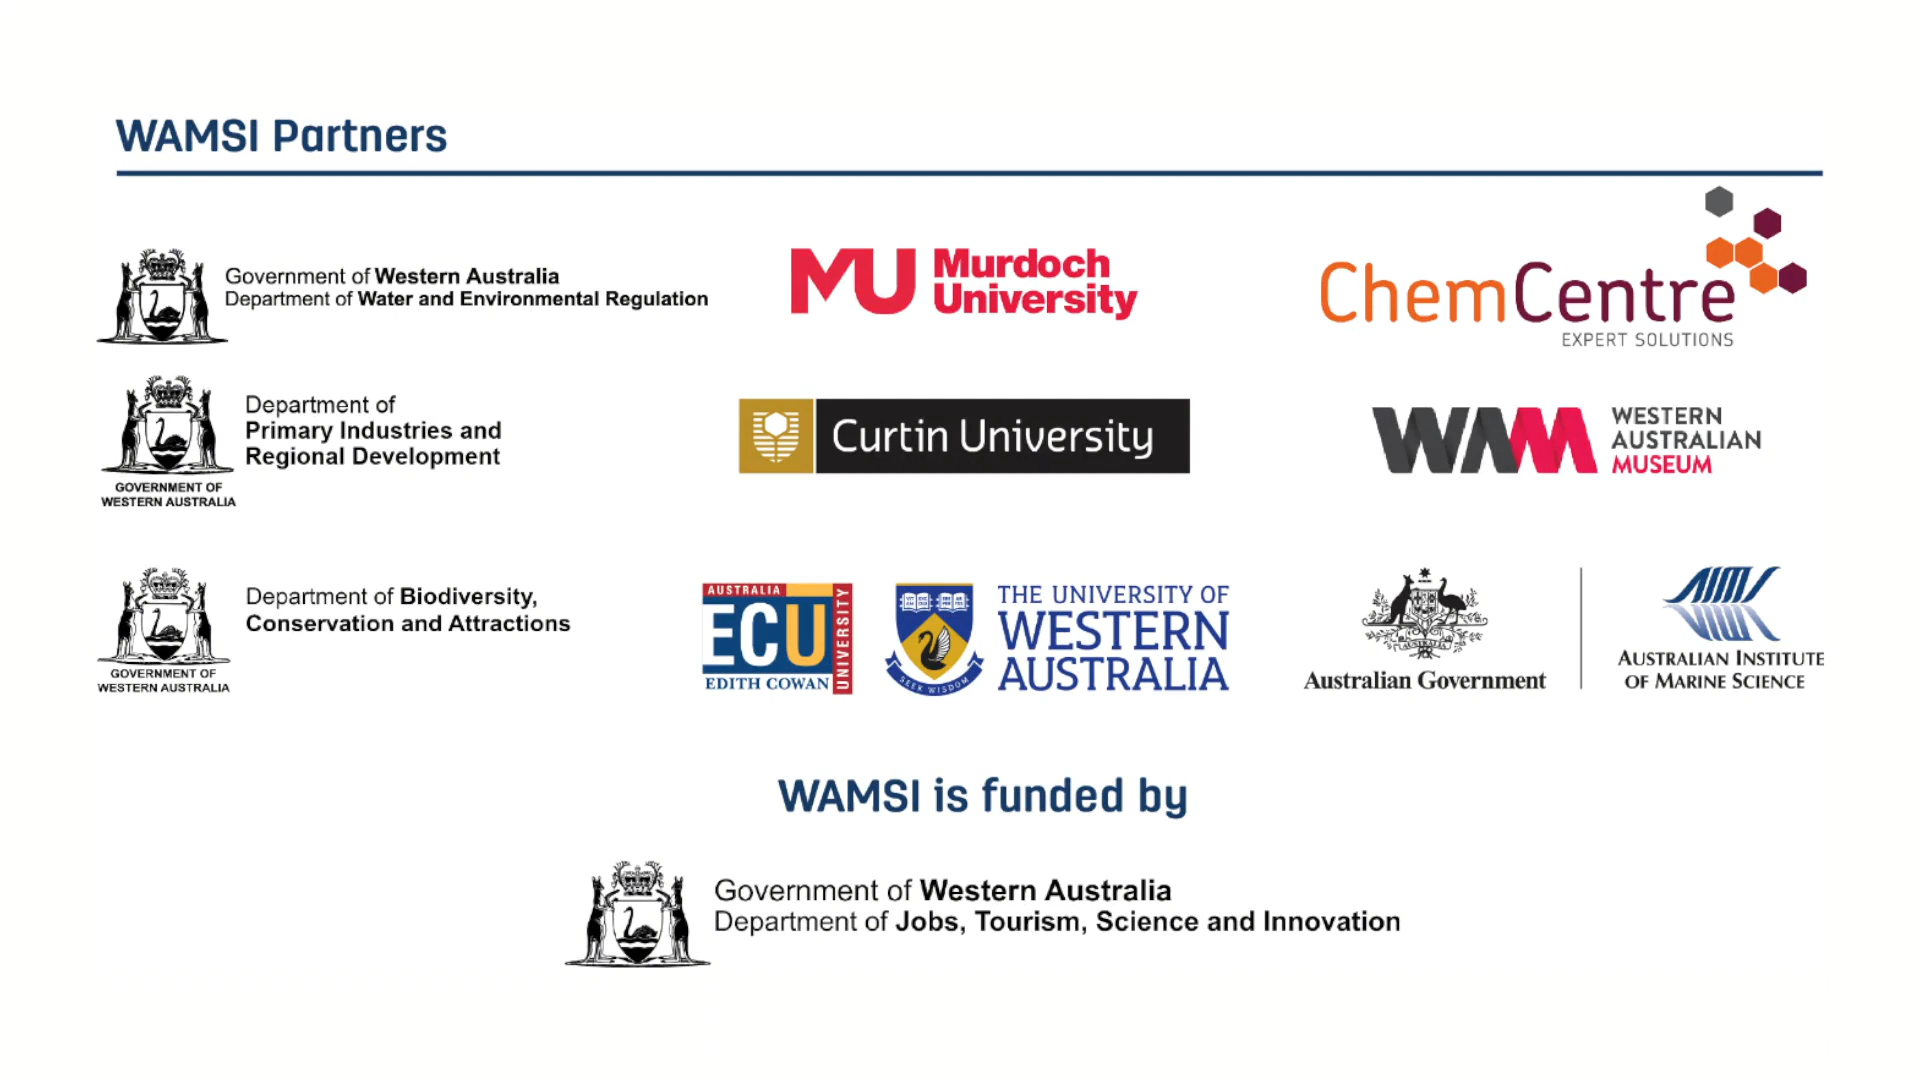 WAMSI Partners
Government of Western Australia
Department of Water and Environmental Regulation
MU Murdoch
University
ChemCentre
EXPERT SOLUTIONS
Department of
Primary Industries and
Regional Development
GOVERNMENT OF
WESTERN AUSTRALIA
Curtin University
WAM
WESTERN
AUSTRALIAN
MUSEUM
Department of Biodiversity,
Conservation and Attractions
GOVERNMENT OF
WESTERN AUSTRALIA
AUSTRALIA
ECU
UNIVERSITY
EDITH COWAN
SEEK WISDOM
THE UNIVERSITY OF
WESTERN
AUSTRALIA
AUSTRALIA
Australian Government
AIMS
AUSTRALIAN INSTITUTE
OF MARINE SCIENCE
WAMSI is funded by
Government of Western Australia
Department of Jobs, Tourism, Science and Innovation